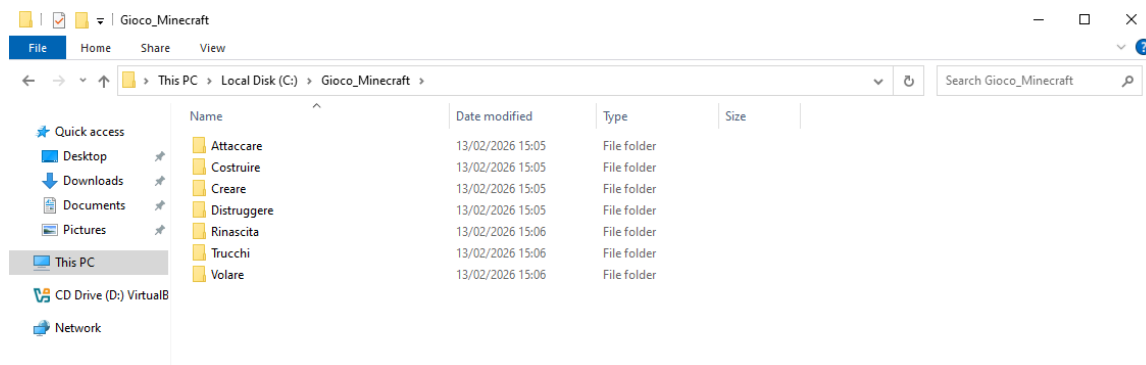 Gioco_Minecraft
File Home Share View
This PC > Local Disk (C:) > Gioco_Minecraft > Search Gioco_Minecraft
Name Date modified Type Size
Quick access
Desktop
Downloads
Documents
Pictures
This PC
CD Drive (D:) VirtualB
Network
Attaccare 13/02/2026 15:05 File folder
Costruire 13/02/2026 15:05 File folder
Creare 13/02/2026 15:05 File folder
Distruggere 13/02/2026 15:05 File folder
Rinascita 13/02/2026 15:06 File folder
Trucchi 13/02/2026 15:06 File folder
Volare 13/02/2026 15:06 File folder